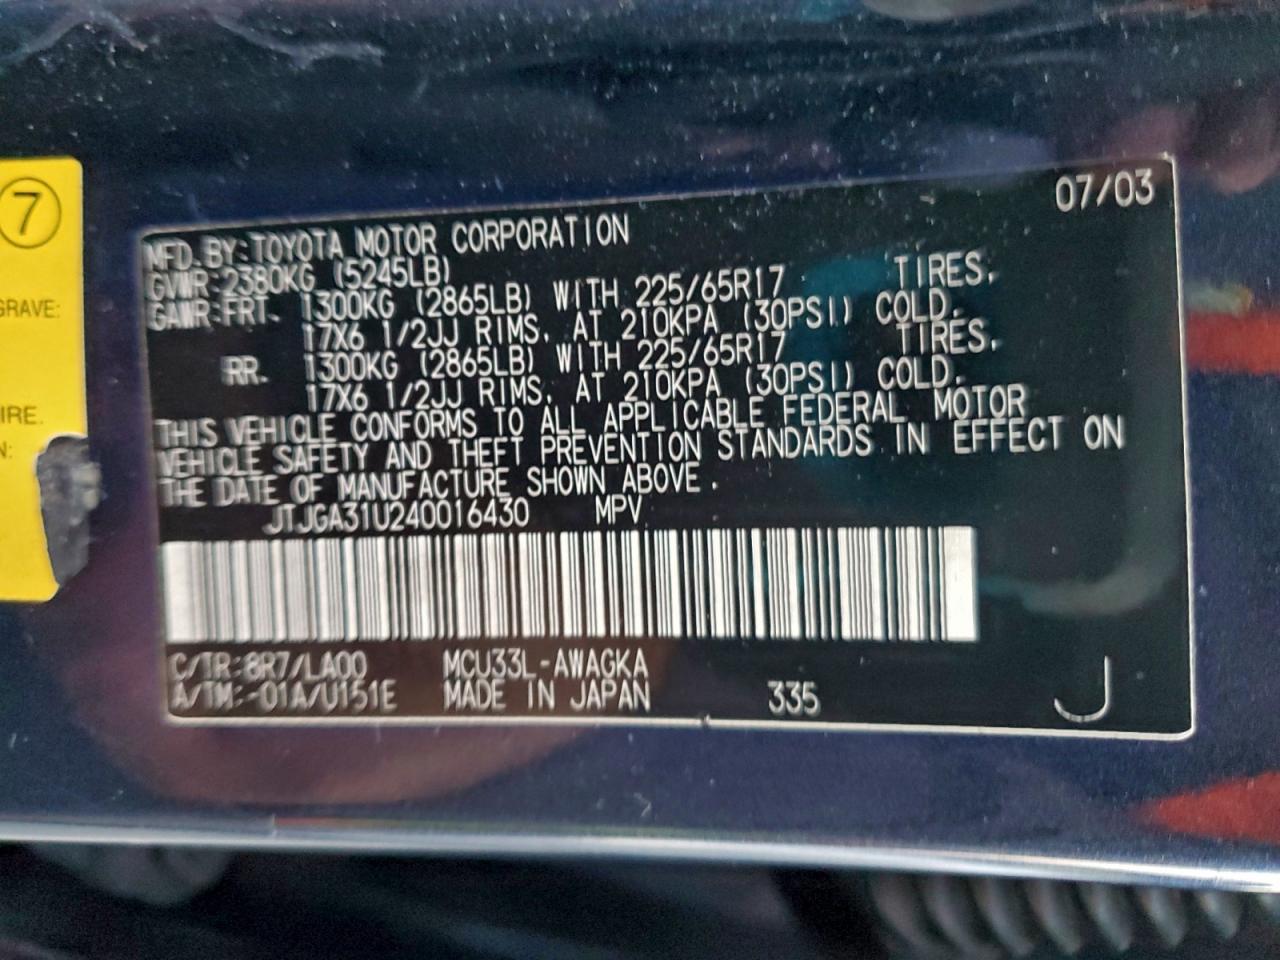 7
GRAVE:
IRE.
N:
07/03
MFD. BY: TOYOTA MOTOR CORPORATION
GVWR: 2380KG (5245LB)
GAWR: FRT. 1300KG (2865LB) WITH 225/65R17 TIRES,
17X6 1/2JJ RIMS, AT 210KPA (30PSI) COLD.
RR. 1300KG (2865LB) WITH 225/65R17 TIRES,
17X6 1/2JJ RIMS, AT 210KPA (30PSI) COLD.
THIS VEHICLE CONFORMS TO ALL APPLICABLE FEDERAL MOTOR
VEHICLE SAFETY AND THEFT PREVENTION STANDARDS IN EFFECT ON
THE DATE OF MANUFACTURE SHOWN ABOVE.
JTJGA31U240016430 MPV
C/TR: 8R7/LA00 MCU33L-AWAGKA
A/TM: -01A/U151E MADE IN JAPAN 335 J